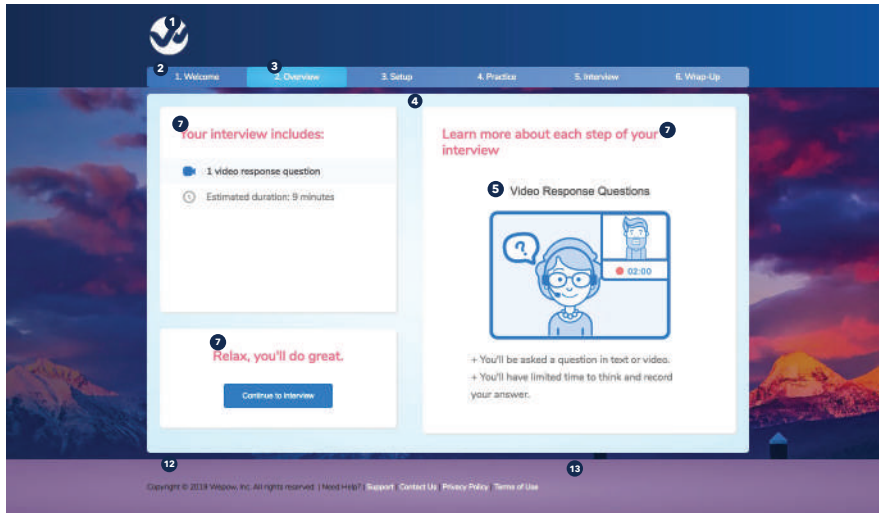 1
2
3
1. Welcome 2. Overview 3. Setup 4. Practice 5. Interview 6. Wrap-Up
4
7
Your interview includes:
1 video response question
Estimated duration: 9 minutes
7
Relax, you'll do great.
Continue to Interview
7
Learn more about each step of your
interview
5
Video Response Questions
?
02:00
+ You'll be asked a question in text or video.
+ You'll have limited time to think and record
your answer.
12
13
Copyright © 2019 Wepow, Inc. All rights reserved. | Need Help? | Support | Contact Us | Privacy Policy | Terms of Use